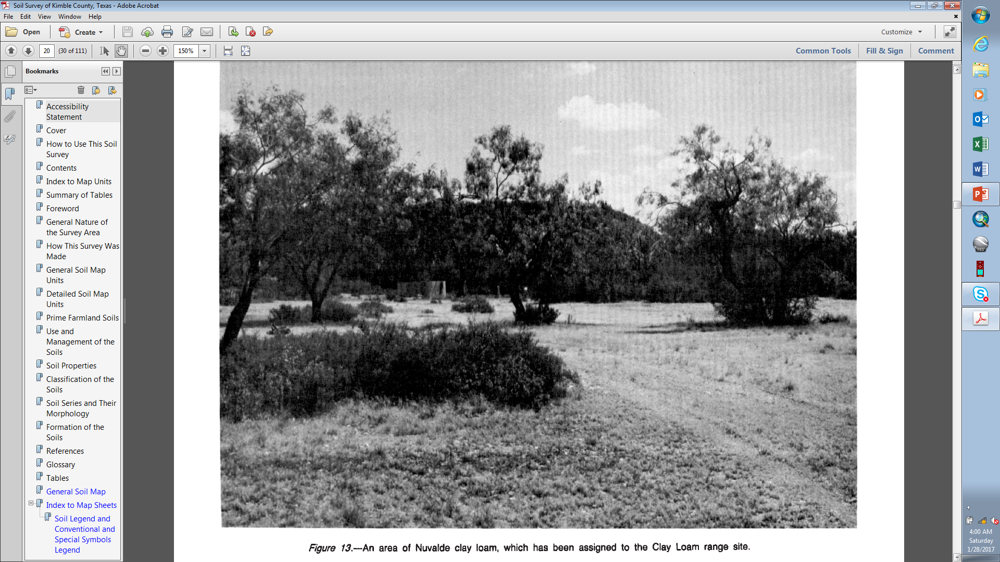 Soil Survey of Kimble County, Texas - Adobe Acrobat
File Edit View Window Help
Open Create Customize
20 (30 of 111) 150% Common Tools Fill & Sign Comment
Bookmarks
Accessibility
Statement
Cover
How to Use This Soil
Survey
Contents
Index to Map Units
Summary of Tables
Foreword
General Nature of
the Survey Area
How This Survey Was
Made
General Soil Map
Units
Detailed Soil Map
Units
Prime Farmland Soils
Use and
Management of the
Soils
Soil Properties
Classification of the
Soils
Soil Series and Their
Morphology
Formation of the
Soils
References
Glossary
Tables
General Soil Map
Index to Map Sheets
Soil Legend and
Conventional and
Special Symbols
Legend
Figure 13.—An area of Nuvalde clay loam, which has been assigned to the Clay Loam range site.
PRO
4:00 AM
Saturday
1/28/2017